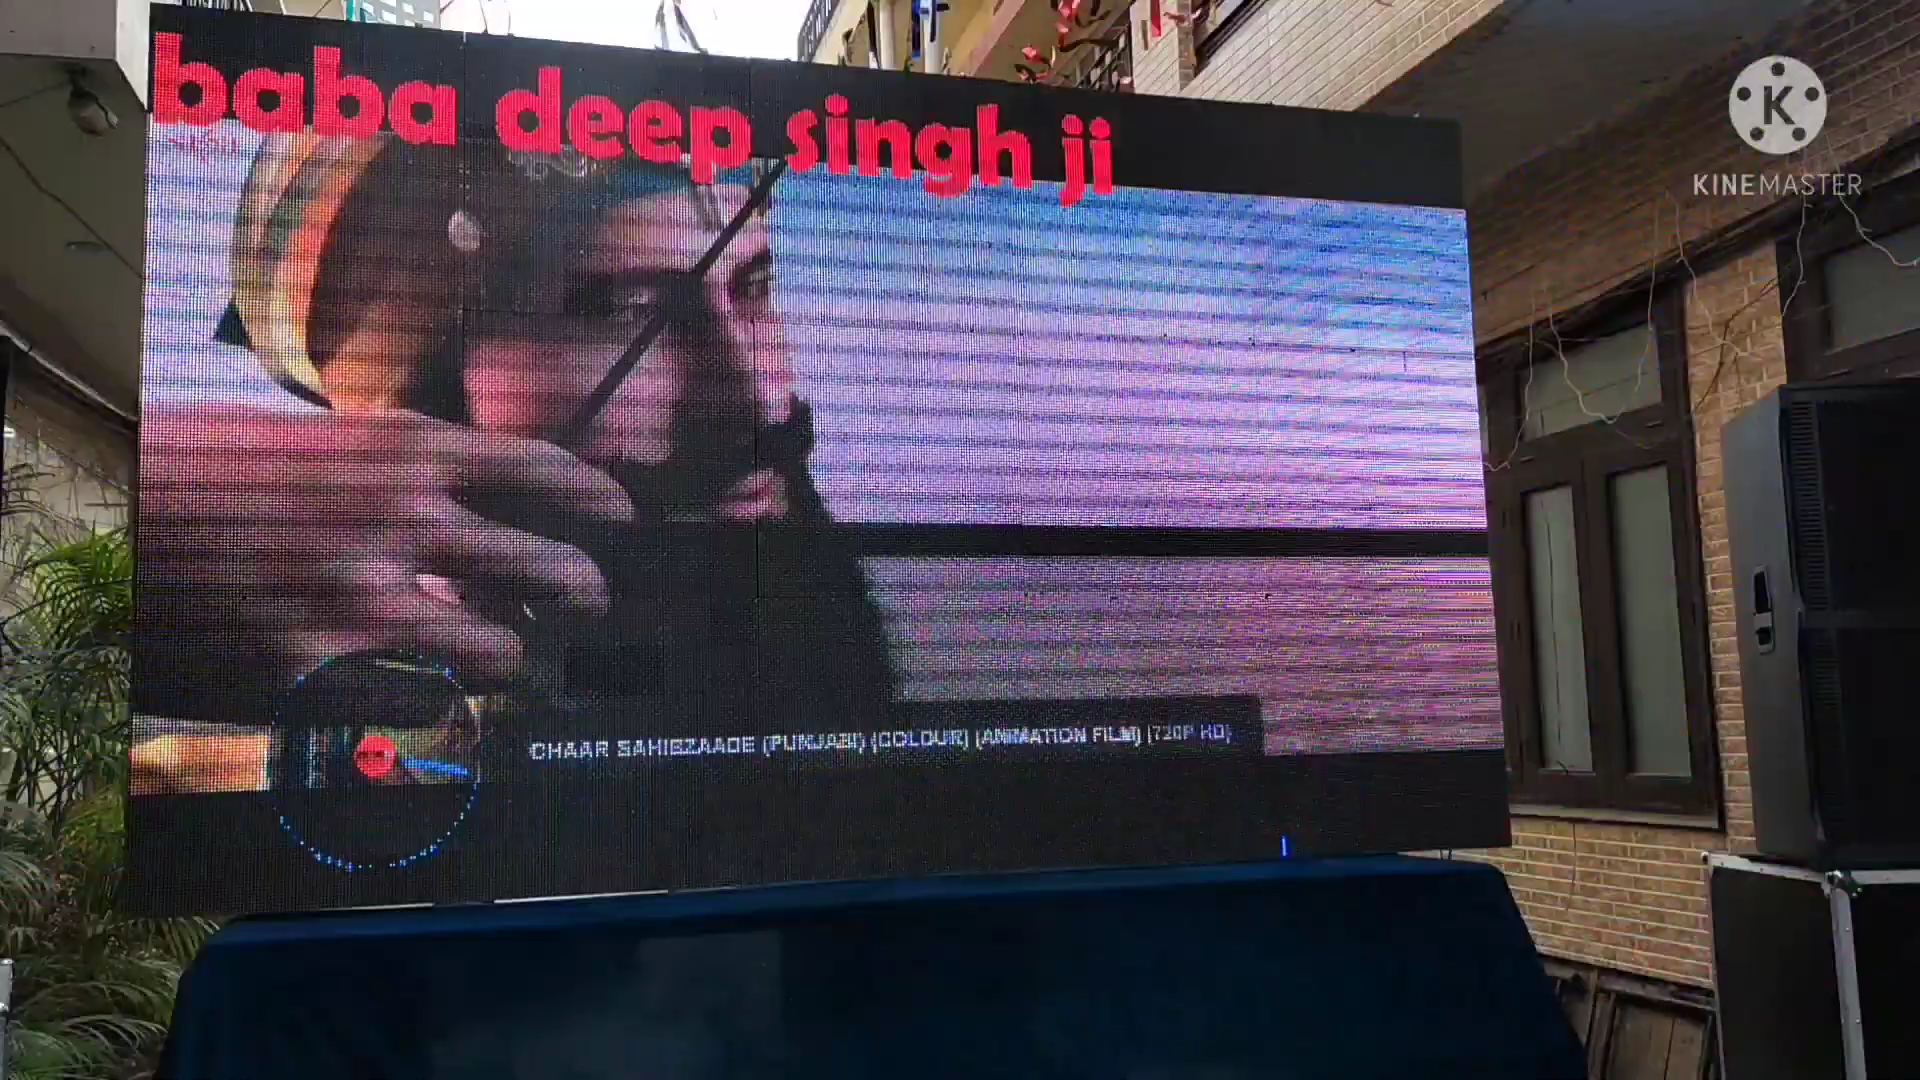 baba deep singh ji
K
KINEMASTER
CHAAR SAHIBZAADE (PUNJABI) (COLOUR) (ANIMATION FILM) (720P HD)